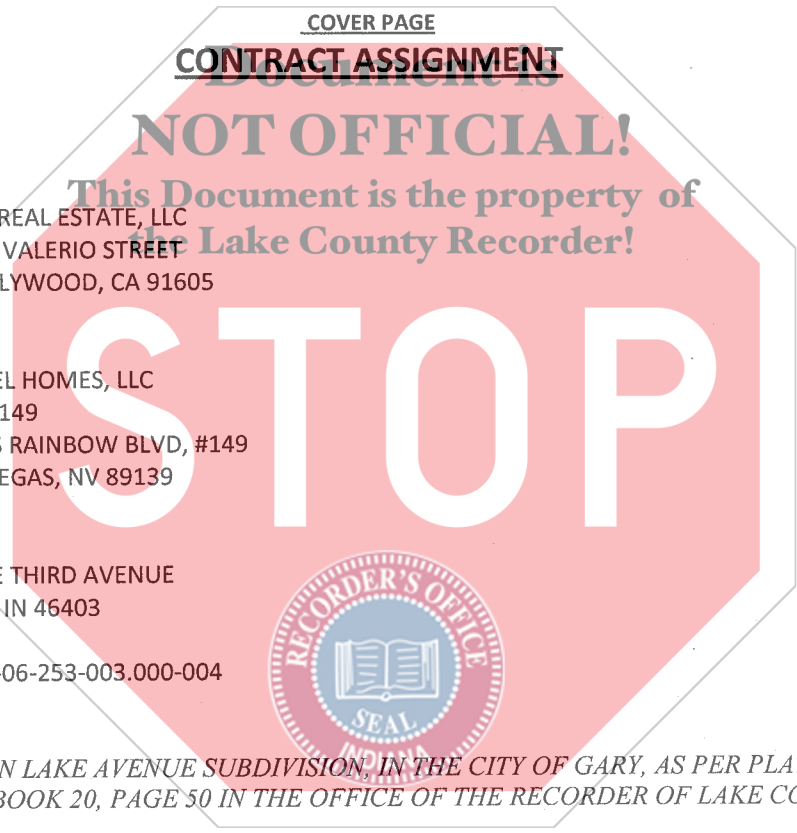 COVER PAGE
CONTRACT ASSIGNMENT
Document is
NOT OFFICIAL!
This Document is the property of
the Lake County Recorder!
REAL ESTATE, LLC
VALERIO STREET
LYWOOD, CA 91605
EL HOMES, LLC
149
S RAINBOW BLVD, #149
EGAS, NV 89139
STOP
E THIRD AVENUE
IN 46403
-06-253-003.000-004
RECORDER'S OFFICE
SEAL
INDIANA
N LAKE AVENUE SUBDIVISION, IN THE CITY OF GARY, AS PER PLA
BOOK 20, PAGE 50 IN THE OFFICE OF THE RECORDER OF LAKE CO